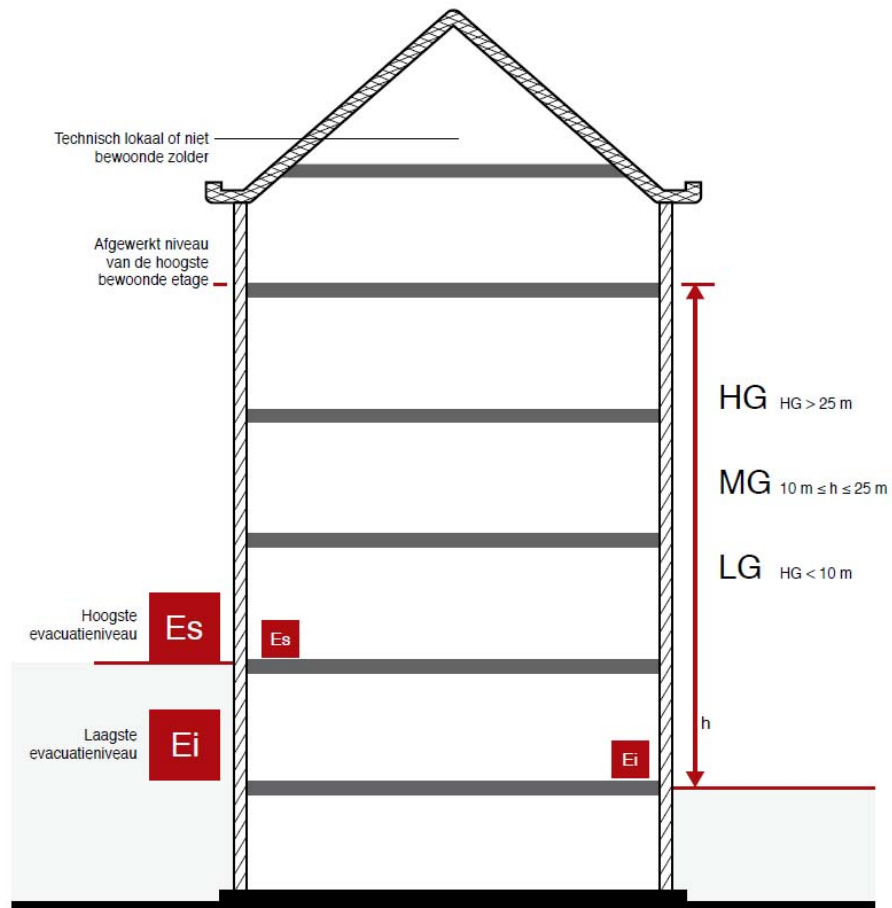 Technisch lokaal of niet
bewoonde zolder
Afgewerkt niveau
van de hoogste
bewoonde etage
HG HG > 25 m
MG 10 m ≤ h ≤ 25 m
LG HG < 10 m
Hoogste
evacuatieniveau
Es
Es
h
Laagste
evacuatieniveau
Ei
Ei